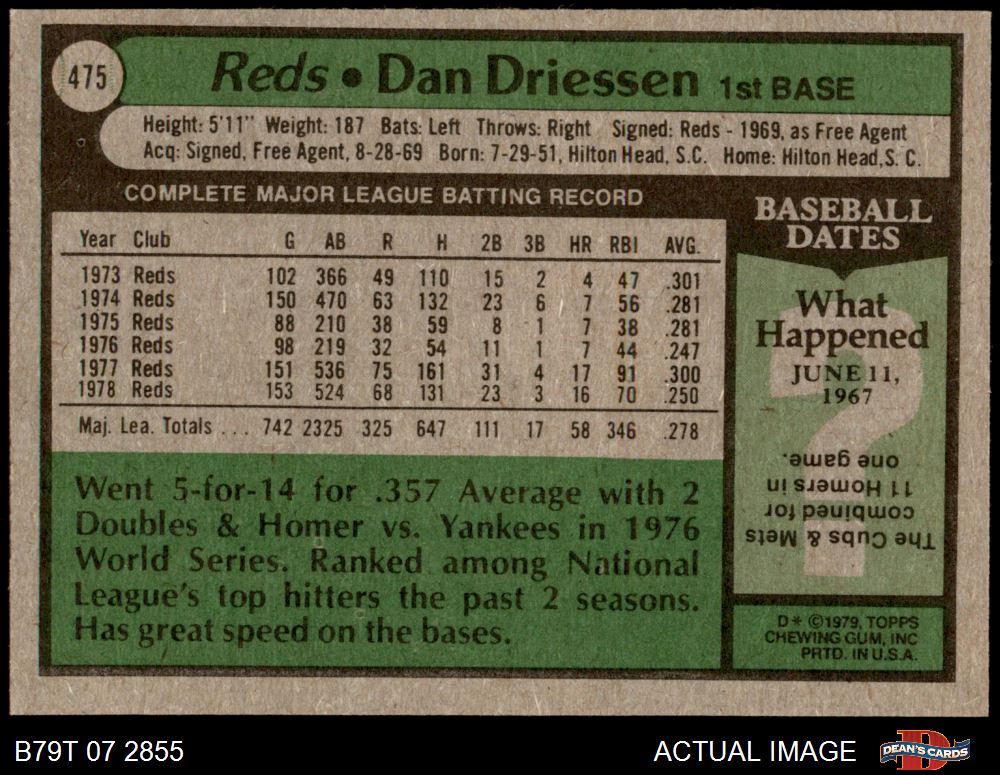 475
Reds • Dan Driessen 1st BASE
Height: 5'11" Weight: 187 Bats: Left Throws: Right Signed: Reds - 1969, as Free Agent
Acq: Signed, Free Agent, 8-28-69 Born: 7-29-51, Hilton Head, S.C. Home: Hilton Head, S. C.
COMPLETE MAJOR LEAGUE BATTING RECORD
Year Club G AB R H 2B 3B HR RBI AVG.
1973 Reds 102 366 49 110 15 2 4 47 .301
1974 Reds 150 470 63 132 23 6 7 56 .281
1975 Reds 88 210 38 59 8 1 7 38 .281
1976 Reds 98 219 32 54 11 1 7 44 .247
1977 Reds 151 536 75 161 31 4 17 91 .300
1978 Reds 153 524 68 131 23 3 16 70 .250
Maj. Lea. Totals . . . 742 2325 325 647 111 17 58 346 .278
Went 5-for-14 for .357 Average with 2
Doubles & Homer vs. Yankees in 1976
World Series. Ranked among National
League's top hitters the past 2 seasons.
Has great speed on the bases.
BASEBALL
DATES
What
Happened
JUNE 11,
1967
?
The Cubs & Mets
combined for
11 Homers in
one game.
D* ©1979, TOPPS
CHEWING GUM, INC
PRTD. IN U.S.A.
B79T 07 2855
ACTUAL IMAGE
D
DEAN'S CARDS